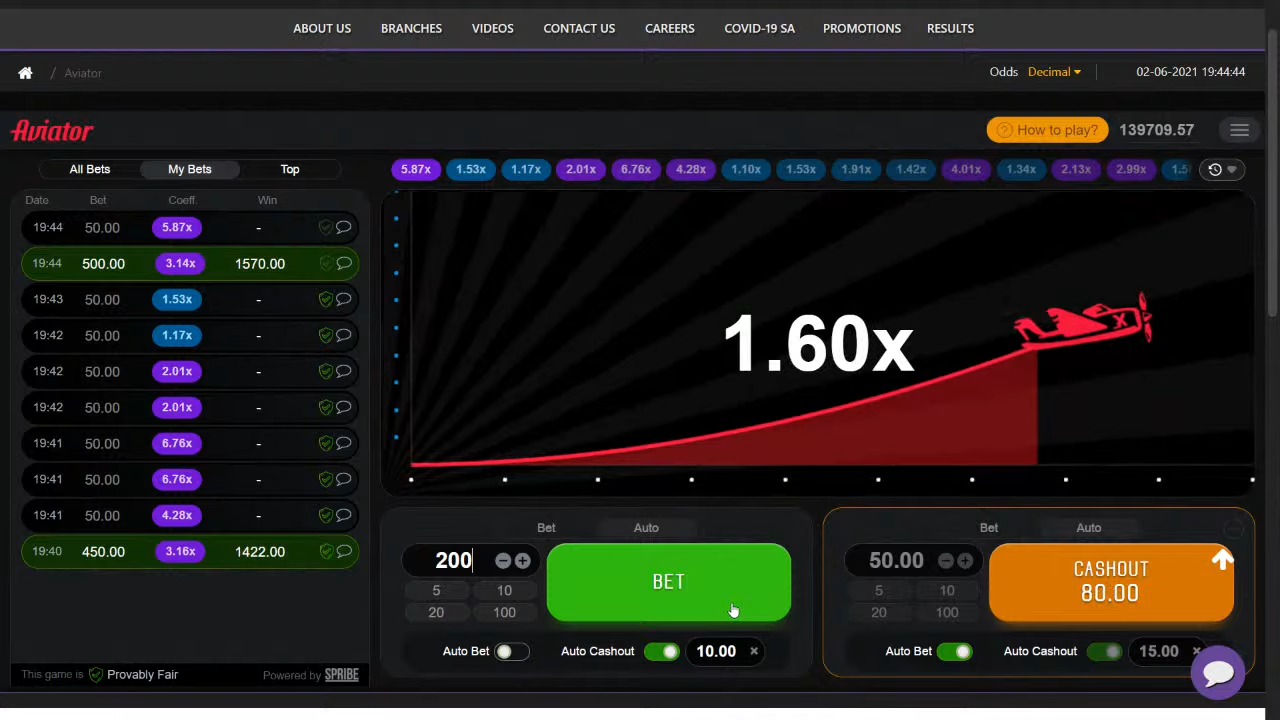 ABOUT US BRANCHES VIDEOS CONTACT US CAREERS COVID-19 SA PROMOTIONS RESULTS
/ Aviator Odds Decimal 02-06-2021 19:44:44
Aviator How to play? 139709.57
All Bets My Bets Top
5.87x 1.53x 1.17x 2.01x 6.76x 4.28x 1.10x 1.53x 1.91x 1.42x 4.01x 1.34x 2.13x 2.99x
Date Bet Coeff. Win
19:44 50.00 5.87x -
19:44 500.00 3.14x 1570.00
19:43 50.00 1.53x -
19:42 50.00 1.17x -
19:42 50.00 2.01x -
19:42 50.00 2.01x -
19:41 50.00 6.76x -
19:41 50.00 6.76x -
19:41 50.00 4.28x -
19:40 450.00 3.16x 1422.00
This game is Provably Fair Powered by SPRIBE
1.60x
X
Bet Auto
200
5 10
20 100
BET
Auto Bet Auto Cashout 10.00 ×
Bet Auto
50.00
5 10
20 100
CASHOUT
80.00
Auto Bet Auto Cashout 15.00 ×